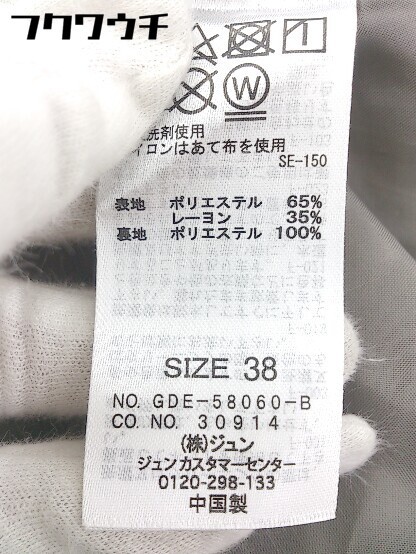 フクワウチ
洗剤使用
イロンはあて布を使用
SE-150
表地 ポリエステル 65%
レーヨン 35%
裏地 ポリエステル 100%
SIZE 38
NO. GDE-58060-B
CO. NO. 30914
(株)ジュン
ジュンカスタマーセンター
0120-298-133
中国製